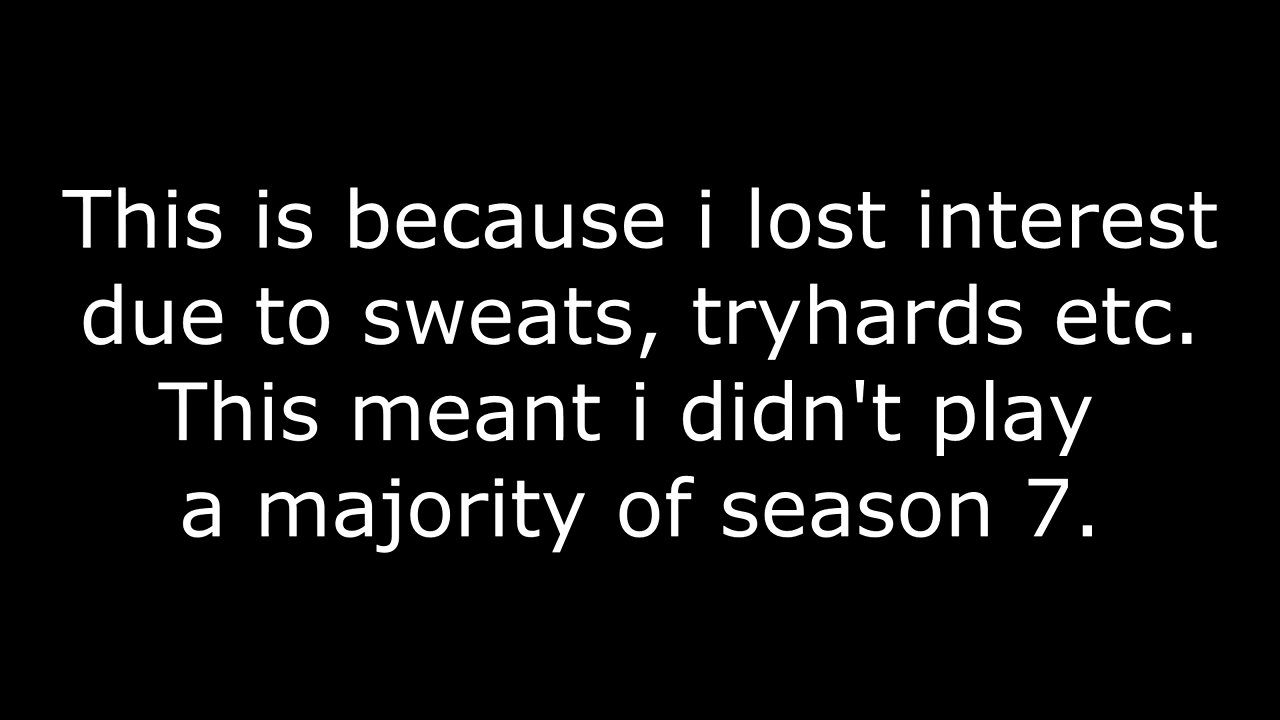 This is because i lost interest
due to sweats, tryhards etc.
This meant i didn't play
a majority of season 7.